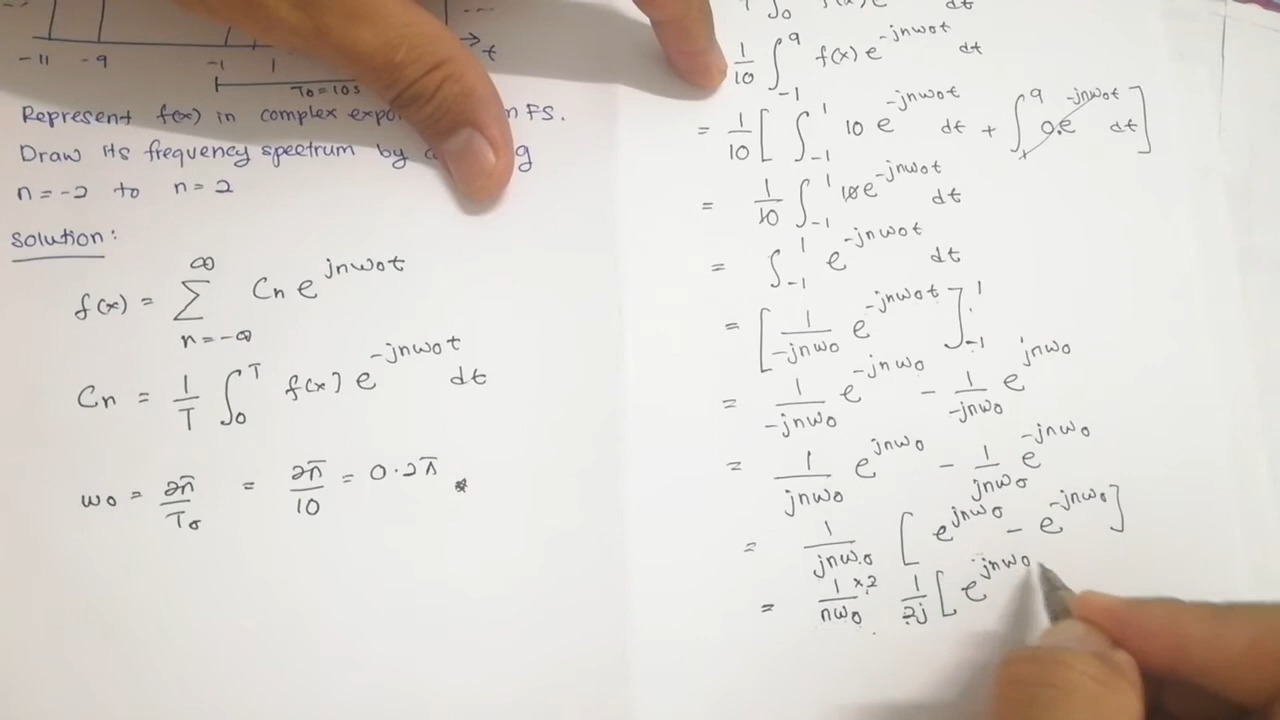 -11 -9 -1 1 t
T₀=10s
Represent f(x) in complex FS.
Draw its frequency spectrum by
n=-2 to n=2
Solution:
f(x) = ∑_{n=-∞}^{∞} Cn e^{jnω₀t}
Cn = 1/T ∫_0^T f(x) e^{-jnω₀t} dt
ω₀ = 2π/T₀ = 2π/10 = 0.2π
1/10 ∫_{-1}^{9} f(x) e^{-jnω₀t} dt
= 1/10 [ ∫_{-1}^{1} 10 e^{-jnω₀t} dt + ∫_1^9 0.e^{-jnω₀t} dt ]
= 1/10 ∫_{-1}^{1} 10e^{-jnω₀t} dt
= ∫_{-1}^{1} e^{-jnω₀t} dt
= [ 1/-jnω₀ e^{-jnω₀t} ]_{-1}^{1}
= 1/-jnω₀ e^{-jnω₀} - 1/-jnω₀ e^{jnω₀}
= 1/jnω₀ e^{jnω₀} - 1/jnω₀ e^{-jnω₀}
= 1/jnω₀ [ e^{jnω₀} - e^{-jnω₀} ]
= 1×2/nω₀ 1/2j [ e^{jnω₀}